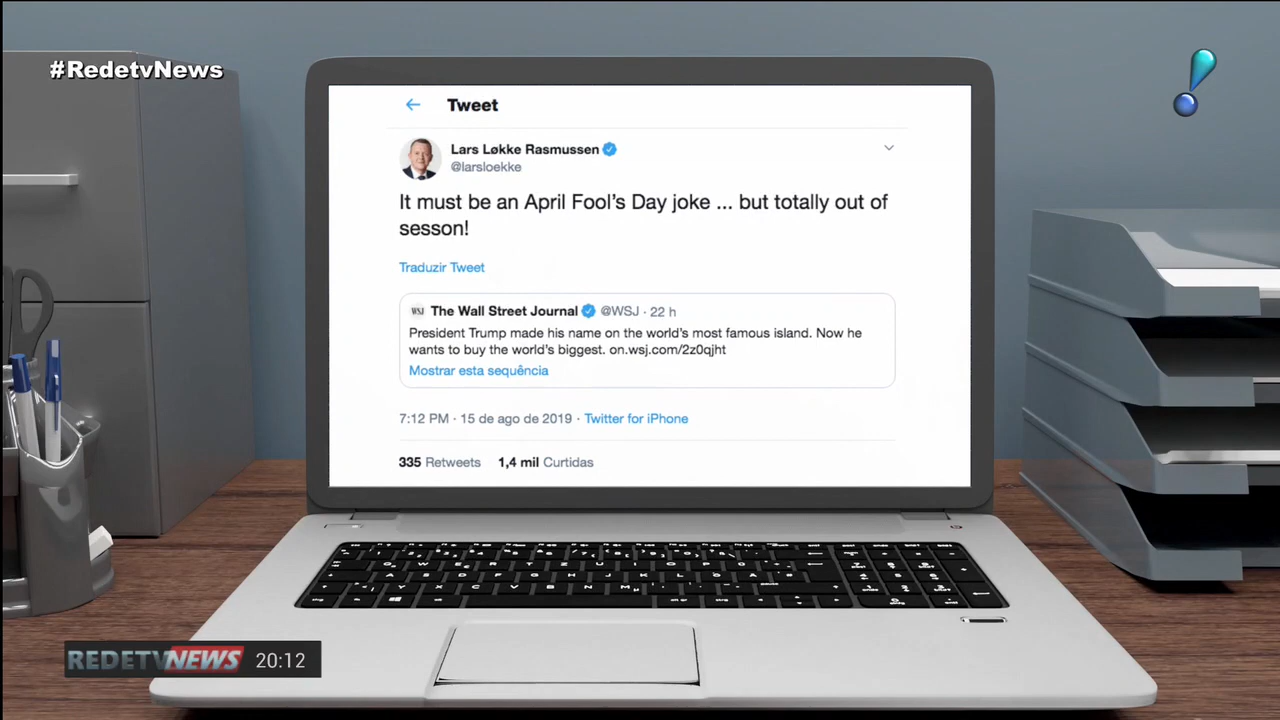 #RedetvNews
Tweet
Lars Løkke Rasmussen
@larsloekke
It must be an April Fool's Day joke ... but totally out of
sesson!
Traduzir Tweet
WSJ The Wall Street Journal @WSJ · 22 h
President Trump made his name on the world's most famous island. Now he
wants to buy the world's biggest. on.wsj.com/2z0qjht
Mostrar esta sequência
7:12 PM · 15 de ago de 2019 · Twitter for iPhone
335 Retweets 1,4 mil Curtidas
REDETVNEWS 20:12